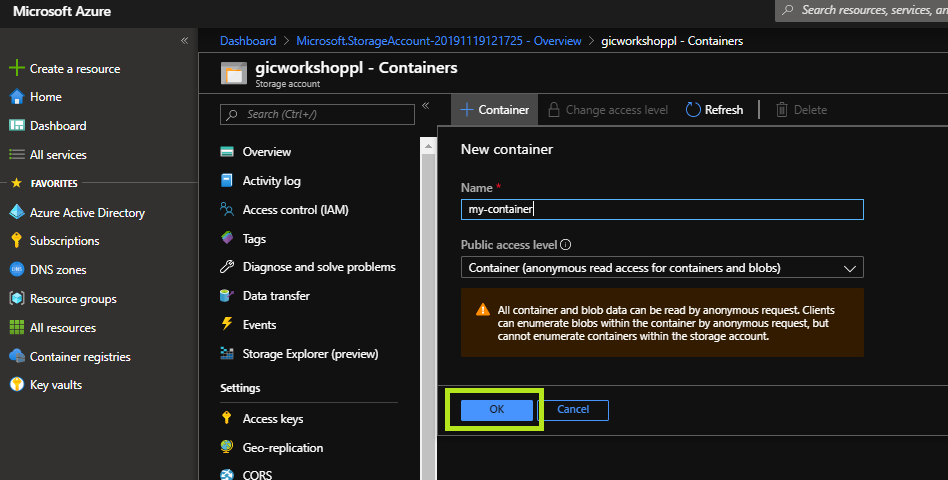 Microsoft Azure
Search resources, services, an
Create a resource
Home
Dashboard
All services
FAVORITES
Azure Active Directory
Subscriptions
DNS zones
Resource groups
All resources
Container registries
Key vaults
Dashboard > Microsoft.StorageAccount-20191119121725 - Overview > gicworkshoppl - Containers
gicworkshoppl - Containers
Storage account
Search (Ctrl+/)
Overview
Activity log
Access control (IAM)
Tags
Diagnose and solve problems
Data transfer
Events
Storage Explorer (preview)
Settings
Access keys
Geo-replication
CORS
+ Container
Change access level
Refresh
Delete
New container
Name *
my-container
Public access level
Container (anonymous read access for containers and blobs)
All container and blob data can be read by anonymous request. Clients
can enumerate blobs within the container by anonymous request, but
cannot enumerate containers within the storage account.
OK
Cancel